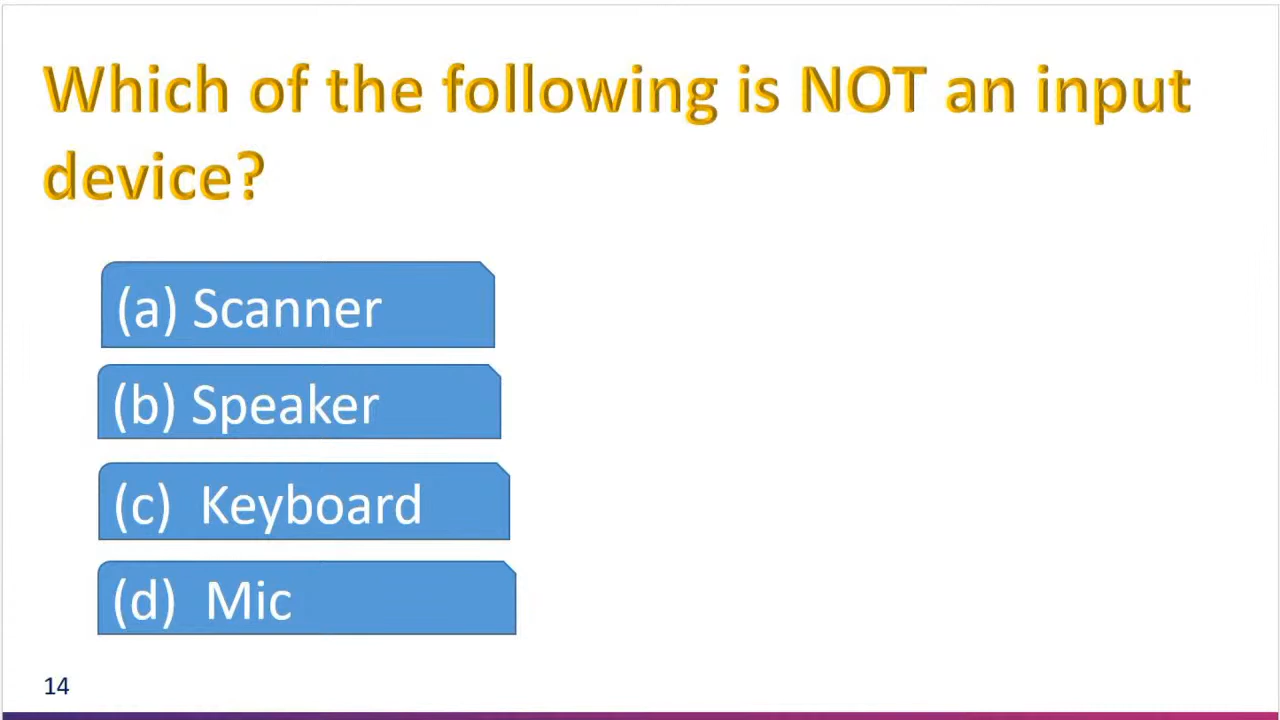 Which of the following is NOT an input
device?
(a) Scanner
(b) Speaker
(c) Keyboard
(d) Mic
14